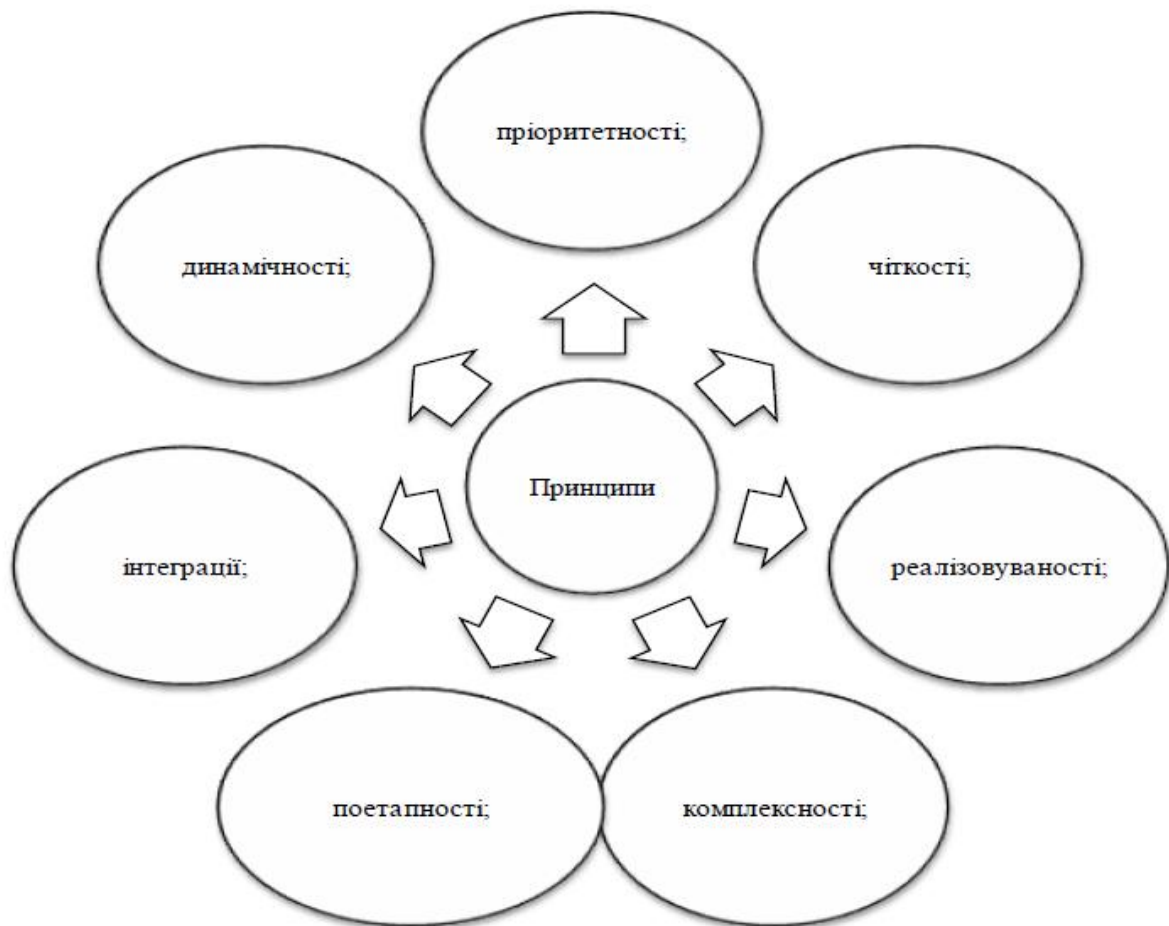 пріоритетності;
динамічності;
чіткості;
Принципи
інтеграції;
реалізовуваності;
поетапності;
комплексності;